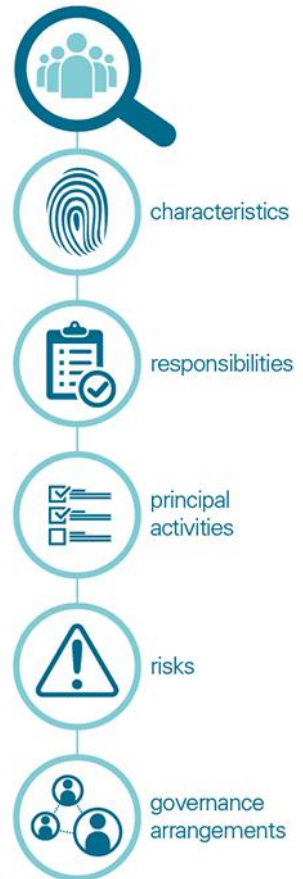 characteristics
responsibilities
principal
activities
risks
governance
arrangements